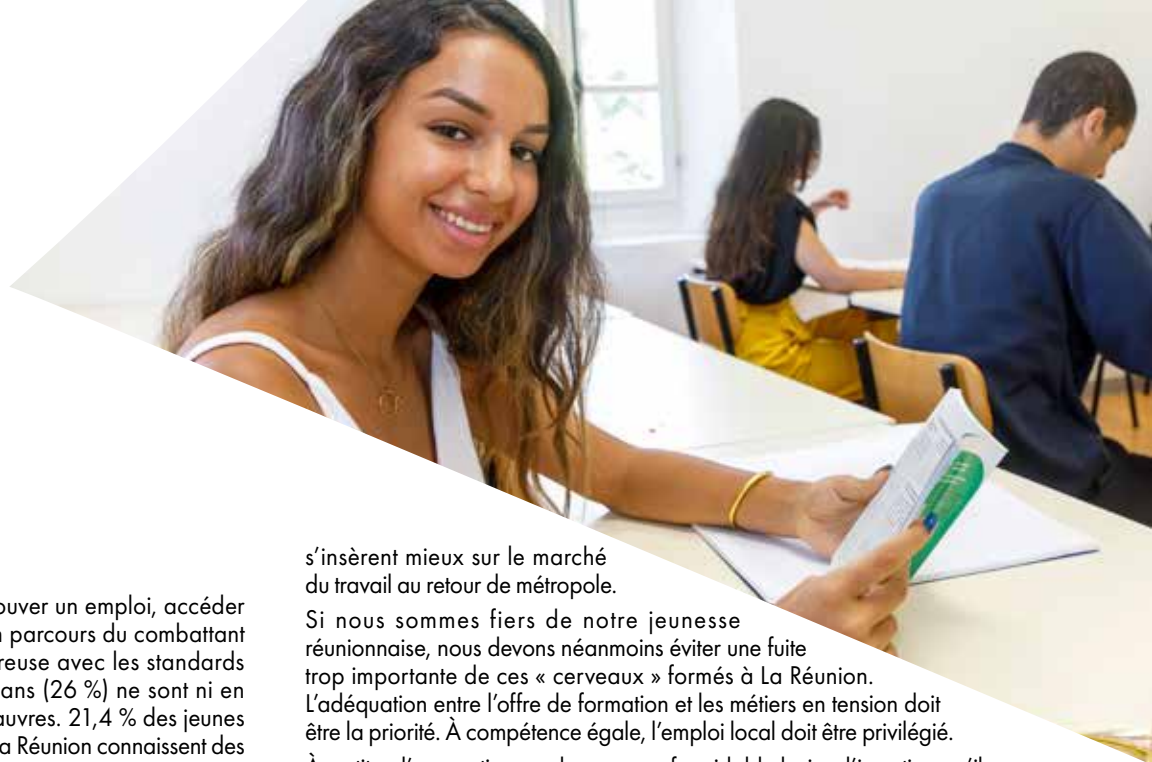 ouver un emploi, accéder
parcours du combattant
reuse avec les standards
ans (26 %) ne sont ni en
auvres. 21,4 % des jeunes
a Réunion connaissent des
s’insèrent mieux sur le marché
du travail au retour de métropole.
Si nous sommes fiers de notre jeunesse
réunionnaise, nous devons néanmoins éviter une fuite
trop importante de ces « cerveaux » formés à La Réunion.
L’adéquation entre l’offre de formation et les métiers en tension doit
être la priorité. À compétence égale, l’emploi local doit être privilégié.